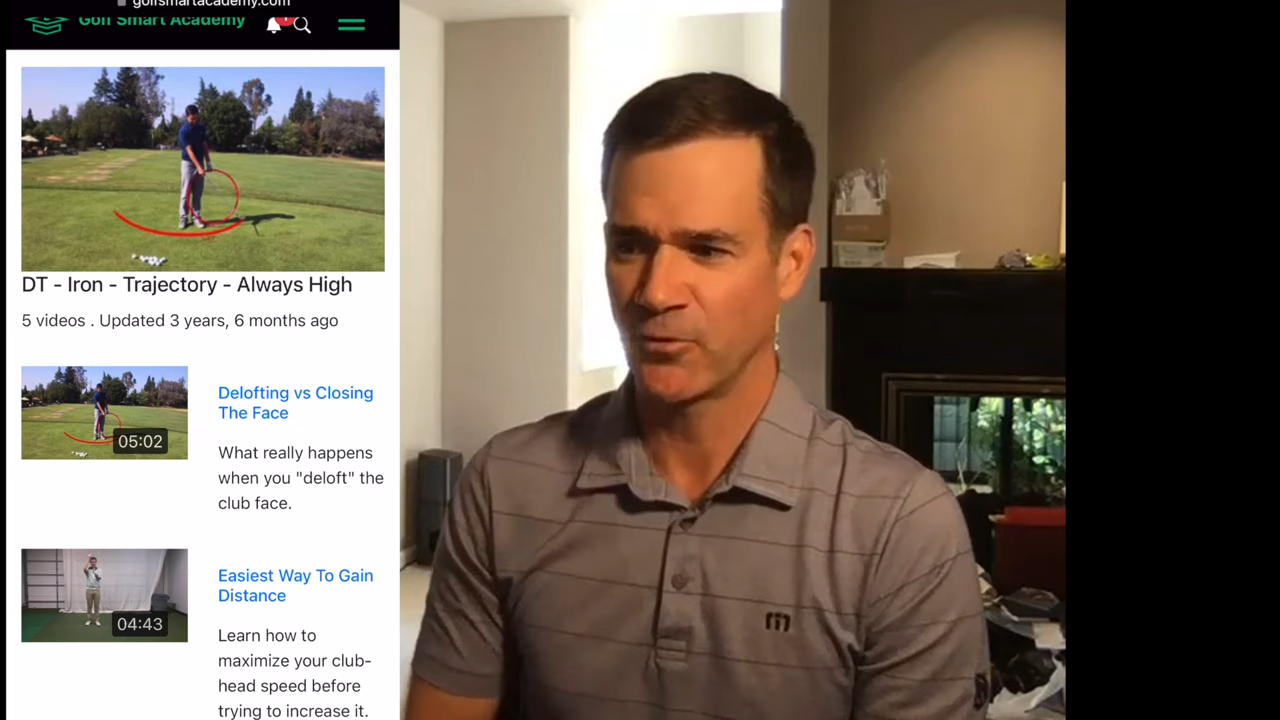 golfsmartacademy.com
Golf Smart Academy
DT - Iron - Trajectory - Always High
5 videos . Updated 3 years, 6 months ago
05:02
Delofting vs Closing
The Face
What really happens
when you "deloft" the
club face.
04:43
Easiest Way To Gain
Distance
Learn how to
maximize your club-
head speed before
trying to increase it.